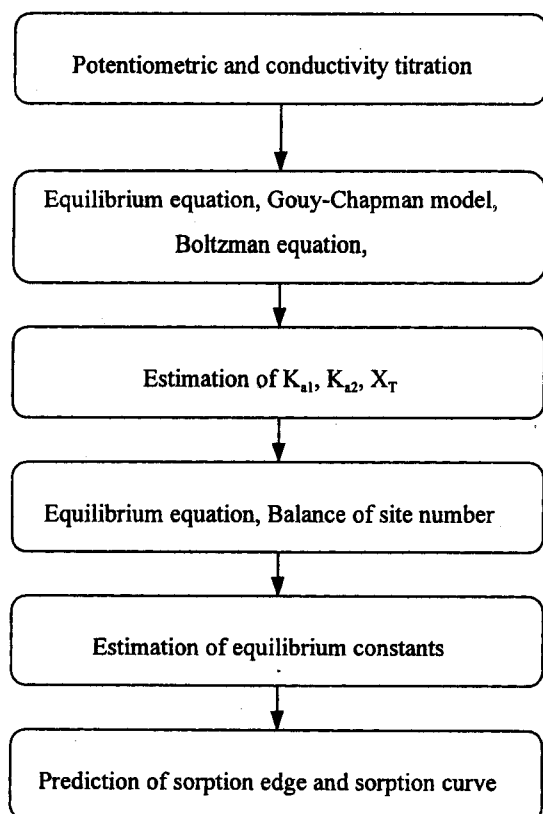 Potentiometric and conductivity titration
Equilibrium equation, Gouy-Chapman model,
Boltzman equation,
Estimation of Kₐ₁, Kₐ₂, X_T
Equilibrium equation, Balance of site number
Estimation of equilibrium constants
Prediction of sorption edge and sorption curve